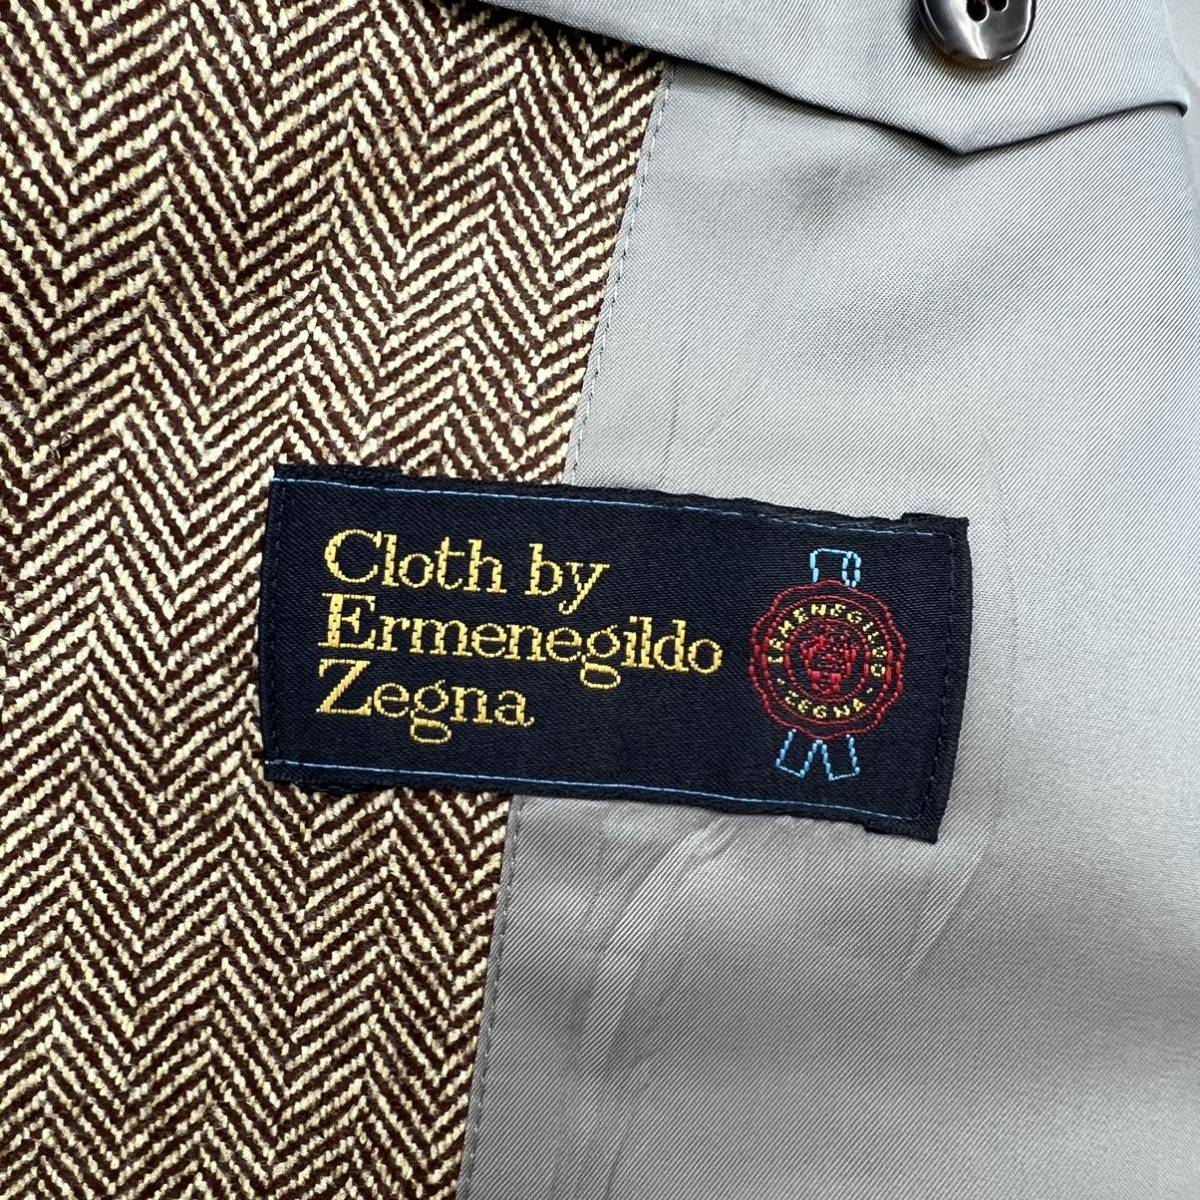 Cloth by
Ermenegildo
Zegna
ERMENEGILDO
ZEGNA